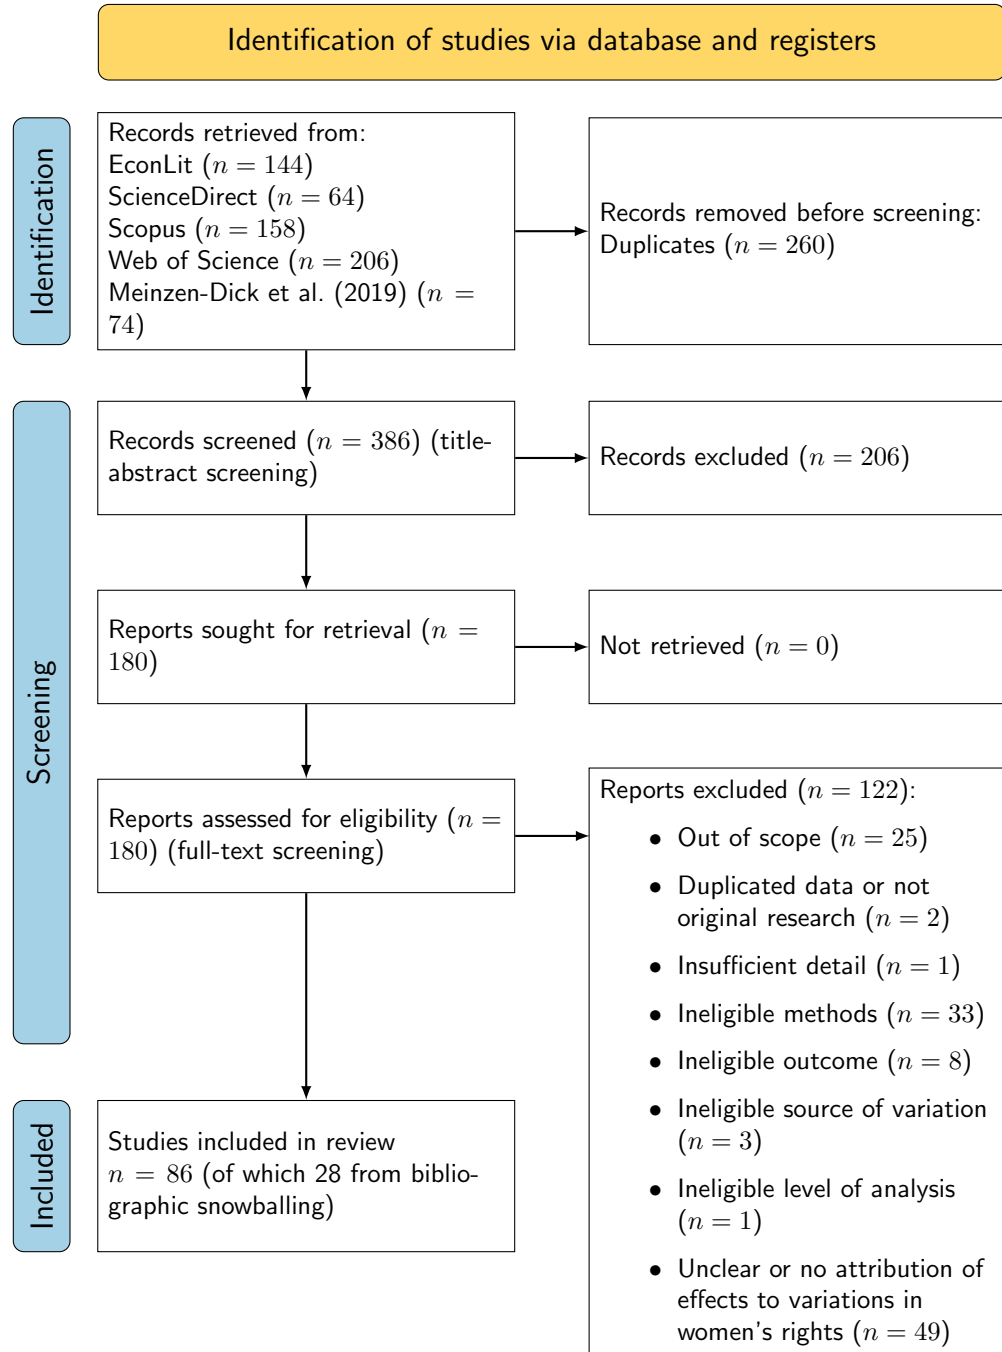 Identification of studies via database and registers
Identification
Records retrieved from:
EconLit (n = 144)
ScienceDirect (n = 64)
Scopus (n = 158)
Web of Science (n = 206)
Meinzen-Dick et al. (2019) (n =
74)
Records removed before screening:
Duplicates (n = 260)
Screening
Records screened (n = 386) (title-
abstract screening)
Records excluded (n = 206)
Reports sought for retrieval (n =
180)
Not retrieved (n = 0)
Reports assessed for eligibility (n =
180) (full-text screening)
Reports excluded (n = 122):
• Out of scope (n = 25)
• Duplicated data or not
original research (n = 2)
• Insufficient detail (n = 1)
• Ineligible methods (n = 33)
• Ineligible outcome (n = 8)
• Ineligible source of variation
(n = 3)
• Ineligible level of analysis
(n = 1)
• Unclear or no attribution of
effects to variations in
women's rights (n = 49)
Included
Studies included in review
n = 86 (of which 28 from biblio-
graphic snowballing)